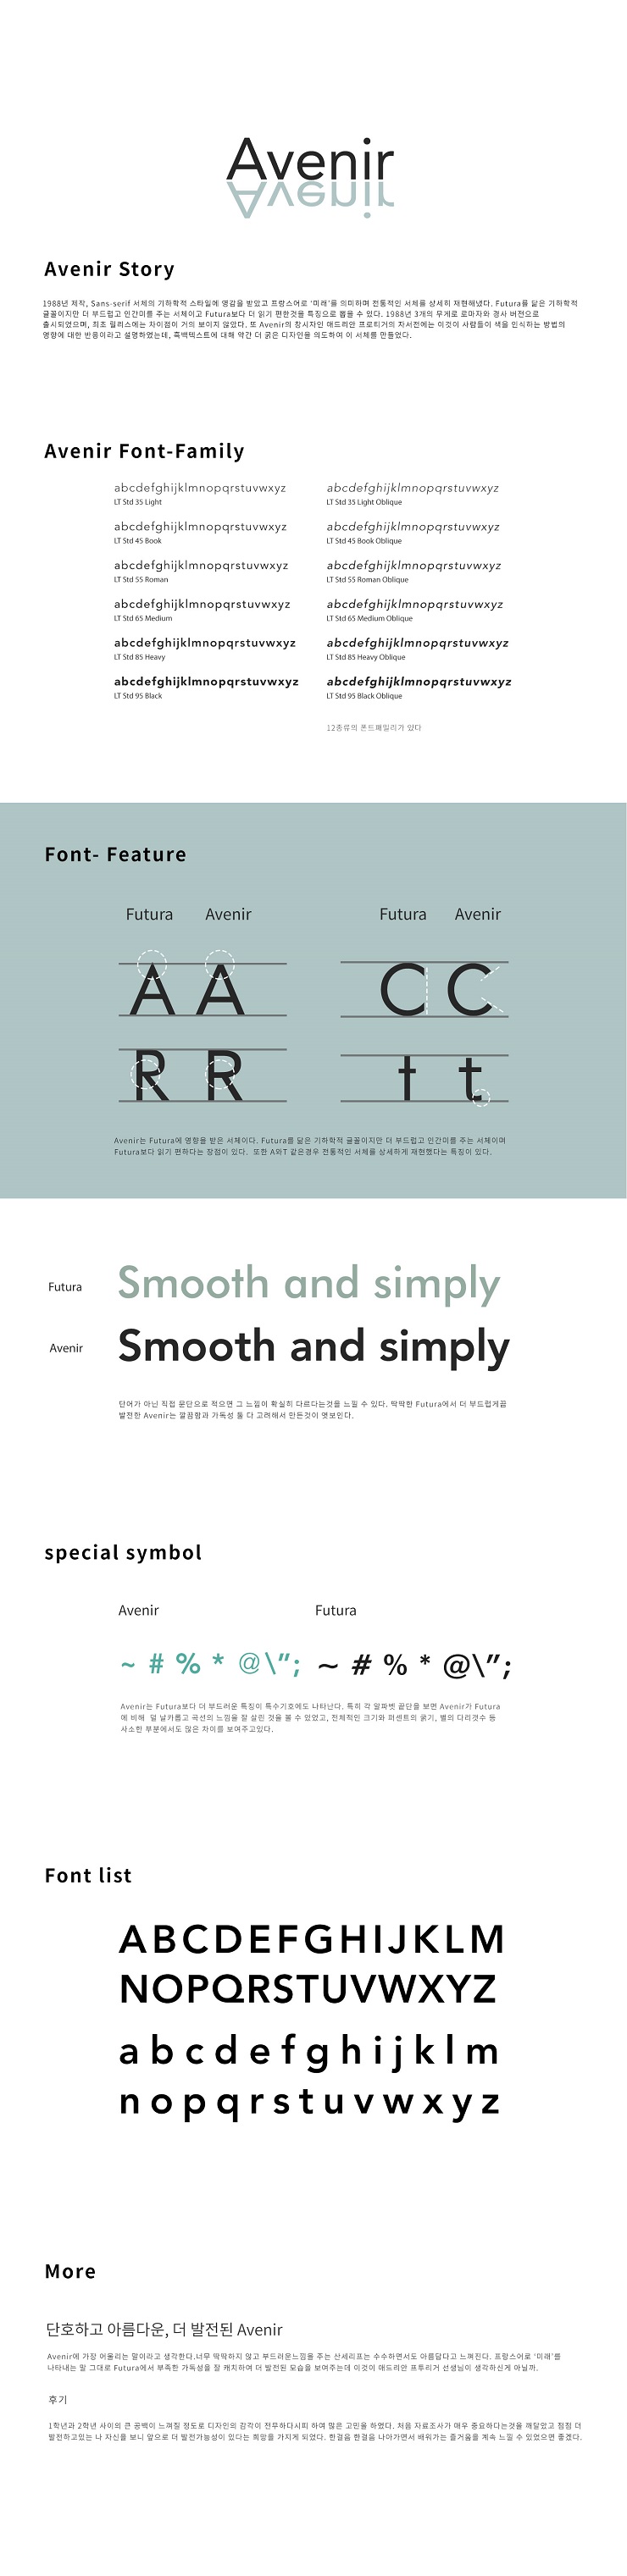 Avenir
Avenir Story
1988년 제작, Sans-serif 서체의 기하학적 스타일에 영감을 받았고 프랑스어로 '미래'를 의미하며 전통적인 서체를 상세히 재현해냈다. Futura를 닮은 기하학적
글꼴이지만 더 부드럽고 인간미를 주는 서체이고 Futura보다 더 읽기 편한것을 특징으로 뽑을 수 있다. 1988년 3개의 무게로 로마자와 경사 버전으로
출시되었으며, 최초 릴리스에는 차이점이 거의 보이지 않았다. 또 Avenir의 창시자인 애드리안 프로티거의 자서전에는 이것이 사람들이 색을 인식하는 방법의
영향에 대한 반응이라고 설명하였는데, 흑백텍스트에 대해 약간 더 굵은 디자인을 의도하여 이 서체를 만들었다.
Avenir Font-Family
abcdefghijklmnopqrstuvwxyz abcdefghijklmnopqrstuvwxyz
LT Std 35 Light LT Std 35 Light Oblique
abcdefghijklmnopqrstuvwxyz abcdefghijklmnopqrstuvwxyz
LT Std 45 Book LT Std 45 Book Oblique
abcdefghijklmnopqrstuvwxyz abcdefghijklmnopqrstuvwxyz
LT Std 55 Roman LT Std 55 Roman Oblique
abcdefghijklmnopqrstuvwxyz abcdefghijklmnopqrstuvwxyz
LT Std 65 Medium LT Std 65 Medium Oblique
abcdefghijklmnopqrstuvwxyz abcdefghijklmnopqrstuvwxyz
LT Std 85 Heavy LT Std 85 Heavy Oblique
abcdefghijklmnopqrstuvwxyz abcdefghijklmnopqrstuvwxyz
LT Std 95 Black LT Std 95 Black Oblique
12종류의 폰트패밀리가 있다
Font- Feature
Futura Avenir Futura Avenir
A A C C
R R t t
Avenir는 Futura에 영향을 받은 서체이다. Futura를 닮은 기하학적 글꼴이지만 더 부드럽고 인간미를 주는 서체이며
Futura보다 읽기 편하다는 장점이 있다. 또한 A와T 같은경우 전통적인 서체를 상세하게 재현했다는 특징이 있다.
Futura Smooth and simply
Avenir Smooth and simply
단어가 아닌 직접 문단으로 적으면 그 느낌이 확실히 다르다는것을 느낄 수 있다. 딱딱한 Futura에서 더 부드럽게끔
발전한 Avenir는 깔끔함과 가독성 둘 다 고려해서 만든것이 엿보인다.
special symbol
Avenir Futura
~ # % * @\”; ~ # % * @\”;
Avenir는 Futura보다 더 부드러운 특징이 특수기호에도 나타난다. 특히 각 알파벳 끝단을 보면 Avenir가 Futura
에 비해 덜 날카롭고 곡선의 느낌을 잘 살린 것을 볼 수 있었고, 전체적인 크기와 퍼센트의 굵기, 별의 다리갯수 등
사소한 부분에서도 많은 차이를 보여주고있다.
Font list
ABCDEFGHIJKLM
NOPQRSTUVWXYZ
abcdefghijklm
nopqrstuvwxyz
More
단호하고 아름다운, 더 발전된 Avenir
Avenir에 가장 어울리는 말이라고 생각한다.너무 딱딱하지 않고 부드러운느낌을 주는 산세리프는 수수하면서도 아름답다고 느껴진다. 프랑스어로 '미래'를
나타내는 말 그대로 Futura에서 부족한 가독성을 잘 캐치하여 더 발전된 모습을 보여주는데 이것이 애드리안 프투리거 선생님이 생각하신게 아닐까.
후기
1학년과 2학년 사이의 큰 공백이 느껴질 정도로 디자인의 감각이 전무하다시피 하여 많은 고민을 하였다. 처음 자료조사가 매우 중요하다는것을 깨달았고 점점 더
발전하고있는 나 자신을 보니 앞으로 더 발전가능성이 있다는 희망을 가지게 되었다. 한걸음 한걸음 나아가면서 배워가는 즐거움을 계속 느낄 수 있었으면 좋겠다.